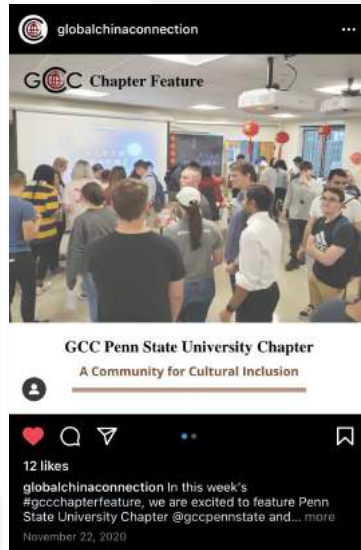 globalchinaconnection
GCC Chapter Feature
GCC Penn State University Chapter
A Community for Cultural Inclusion
12 likes
globalchinaconnection In this week's
#gccchapterfeature, we are excited to feature Penn
State University Chapter @gccpennstate and... more
November 22, 2020